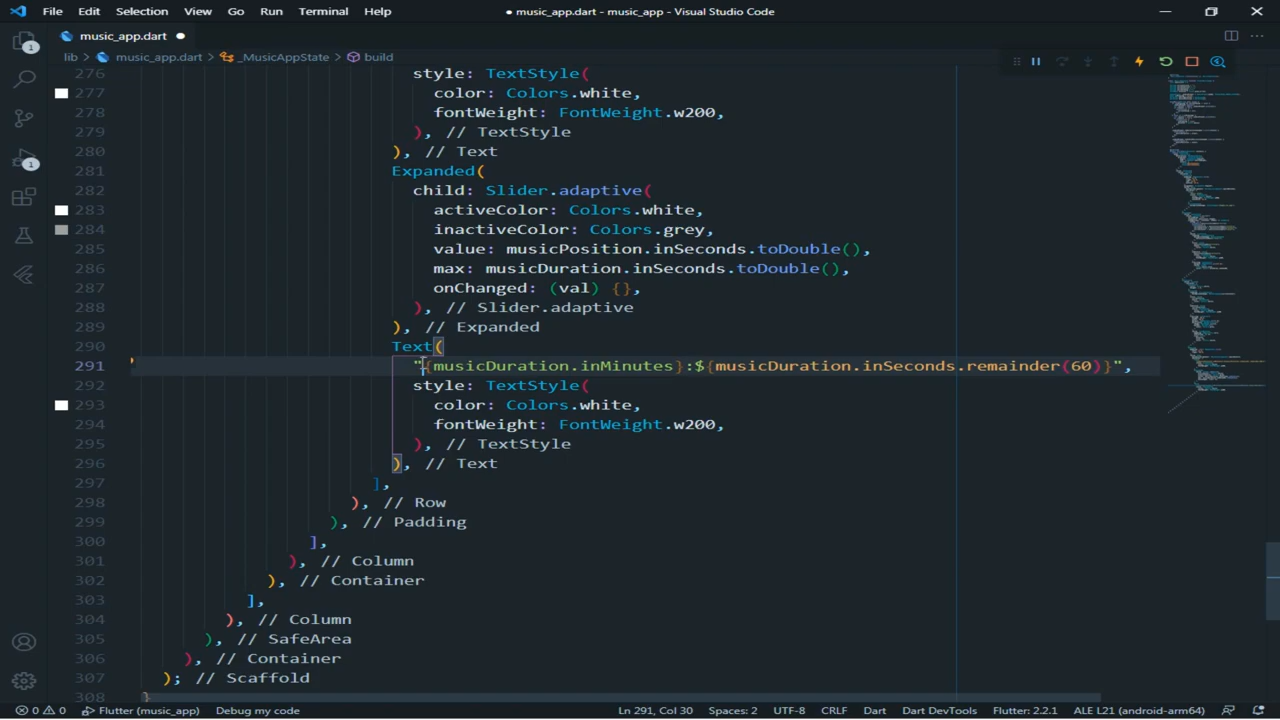 File Edit Selection View Go Run Terminal Help
● music_app.dart - music_app - Visual Studio Code
music_app.dart ●
lib > music_app.dart > _MusicAppState > build
276 style: TextStyle(
277 color: Colors.white,
278 fontWeight: FontWeight.w200,
279 ), // TextStyle
280 ), // Text
281 Expanded(
282 child: Slider.adaptive(
283 activeColor: Colors.white,
284 inactiveColor: Colors.grey,
285 value: musicPosition.inSeconds.toDouble(),
286 max: musicDuration.inSeconds.toDouble(),
287 onChanged: (val) {},
288 ), // Slider.adaptive
289 ), // Expanded
290 Text(
291 "{musicDuration.inMinutes}:${musicDuration.inSeconds.remainder(60)}",
292 style: TextStyle(
293 color: Colors.white,
294 fontWeight: FontWeight.w200,
295 ), // TextStyle
296 ), // Text
297 ],
298 ), // Row
299 ), // Padding
300 ],
301 ), // Column
302 ), // Container
303 ],
304 ), // Column
305 ), // SafeArea
306 ), // Container
307 ); // Scaffold
308 }
1
1
0 0 Flutter (music_app) Debug my code Ln 291, Col 30 Spaces: 2 UTF-8 CRLF Dart Dart DevTools Flutter: 2.2.1 ALE L21 (android-arm64)